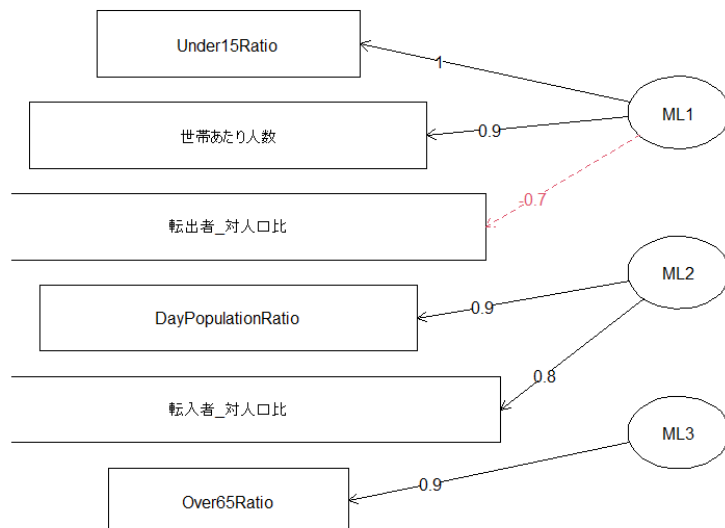 Under15Ratio
1
ML1
世帯あたり人数
0.9
-0.7
転出者_対人口比
ML2
DayPopulationRatio
0.9
0.8
転入者_対人口比
ML3
0.9
Over65Ratio